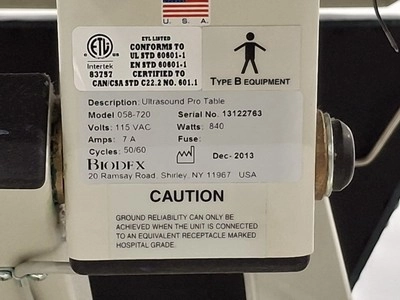 U. S. A.
ETL LISTED
CONFORMS TO
UL STD 60601-1
EN STD 60601-1
CERTIFIED TO
CAN/CSA STD C22.2 NO. 601.1
ETL
Intertek
83757
TYPE B EQUIPMENT
Description: Ultrasound Pro Table
Model 058-720 Serial No. 13122763
Volts: 115 VAC Watts: 840
Amps: 7 A Fuse:
Cycles: 50/60 Dec- 2013
BIODEX
20 Ramsay Road, Shirley, NY 11967 USA
CAUTION
GROUND RELIABILITY CAN ONLY BE
ACHIEVED WHEN THE UNIT IS CONNECTED
TO AN EQUIVALENT RECEPTACLE MARKED
HOSPITAL GRADE.